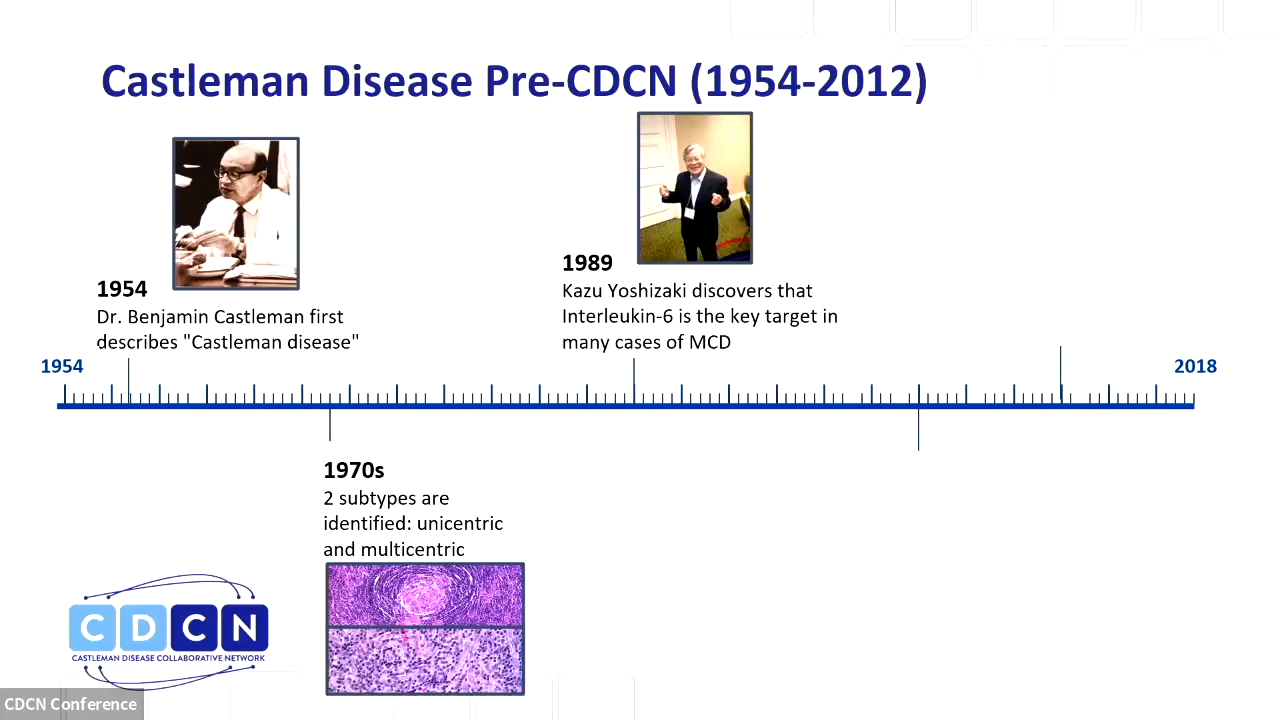 Castleman Disease Pre-CDCN (1954-2012)
1954
Dr. Benjamin Castleman first
describes "Castleman disease"
1989
Kazu Yoshizaki discovers that
Interleukin-6 is the key target in
many cases of MCD
1954
2018
1970s
2 subtypes are
identified: unicentric
and multicentric
CDCN
CASTLEMAN DISEASE COLLABORATIVE NETWORK
CDCN Conference